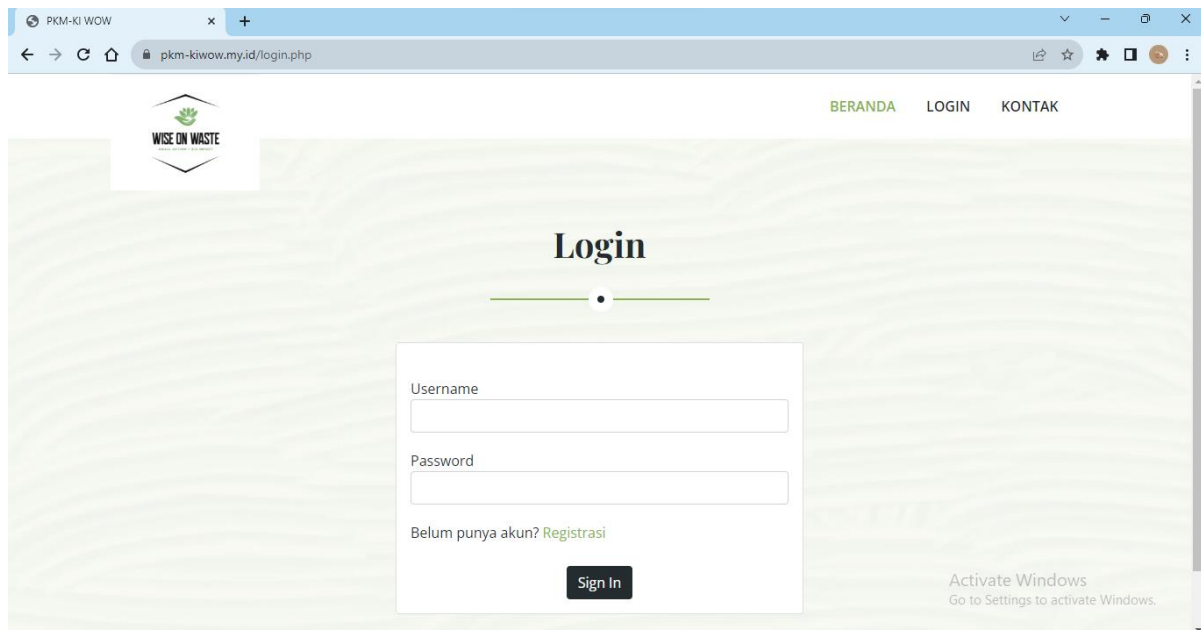 PKM-KI WOW
pkm-kiwow.my.id/login.php
WISE ON WASTE
BERANDA LOGIN KONTAK
Login
Username
Password
Belum punya akun? Registrasi
Sign In
Activate Windows
Go to Settings to activate Windows.